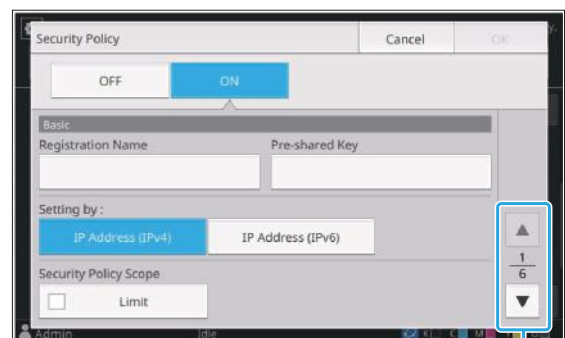 Security Policy Cancel OK
OFF ON
Basic
Registration Name Pre-shared Key
Setting by :
IP Address (IPv4) IP Address (IPv6)
1
6
Security Policy Scope
Limit
Admin Idle K C M Y